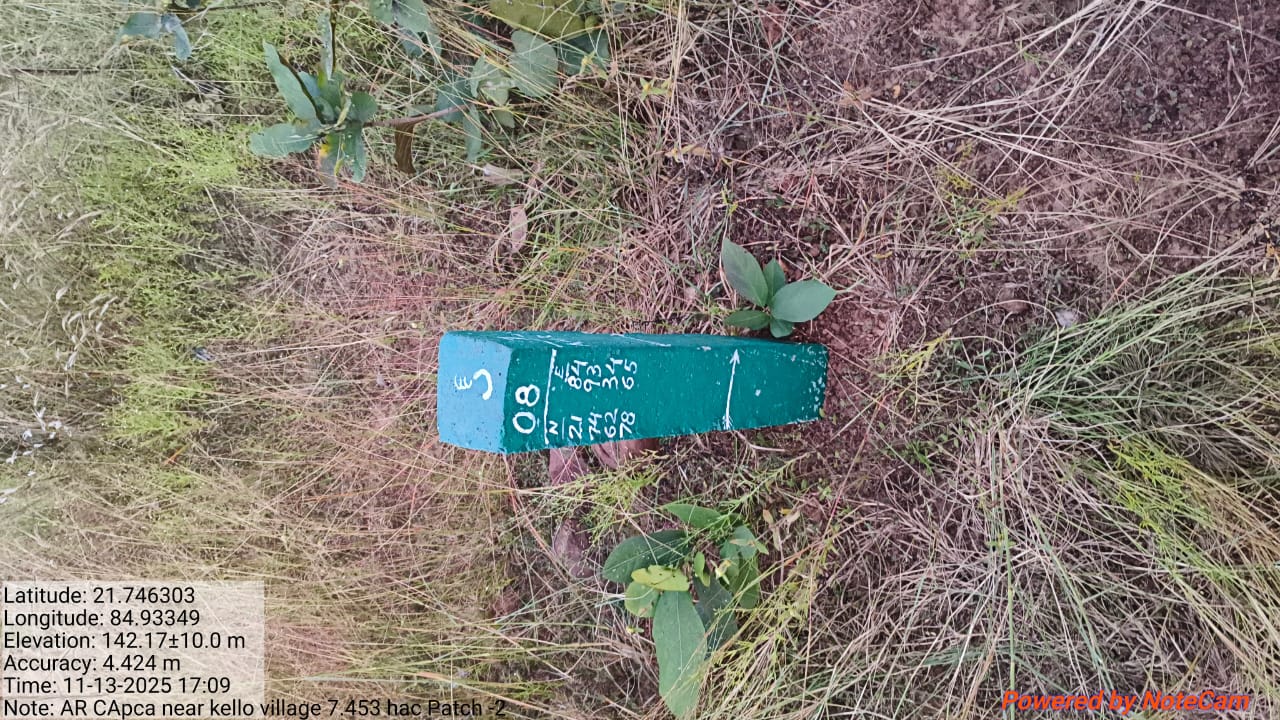 08
N E
21 84
74 93
62 34
78 65
Latitude: 21.746303
Longitude: 84.93349
Elevation: 142.17±10.0 m
Accuracy: 4.424 m
Time: 11-13-2025 17:09
Note: AR CApca near kello village 7.453 hac Patch -2
Powered by NoteCam